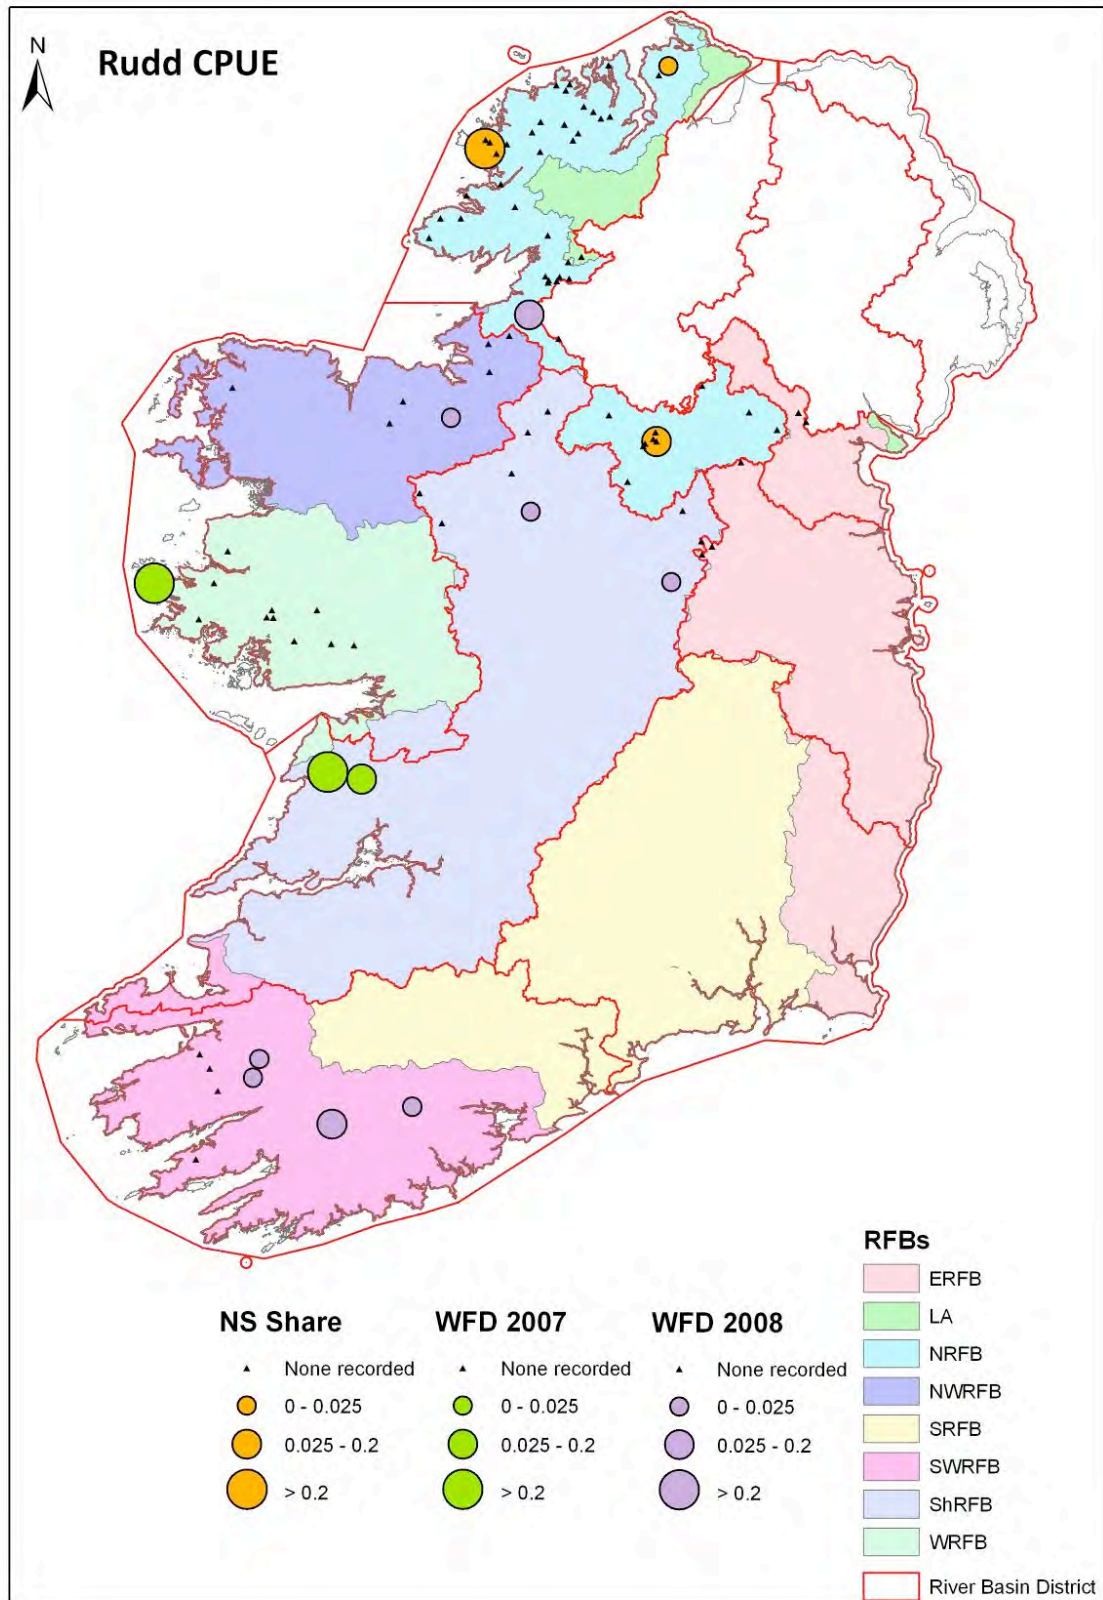 N
Rudd CPUE
RFBs
ERFB
LA
NRFB
NWRFB
SRFB
SWRFB
ShRFB
WRFB
River Basin District
NS Share
None recorded
0 - 0.025
0.025 - 0.2
> 0.2
WFD 2007
None recorded
0 - 0.025
0.025 - 0.2
> 0.2
WFD 2008
None recorded
0 - 0.025
0.025 - 0.2
> 0.2